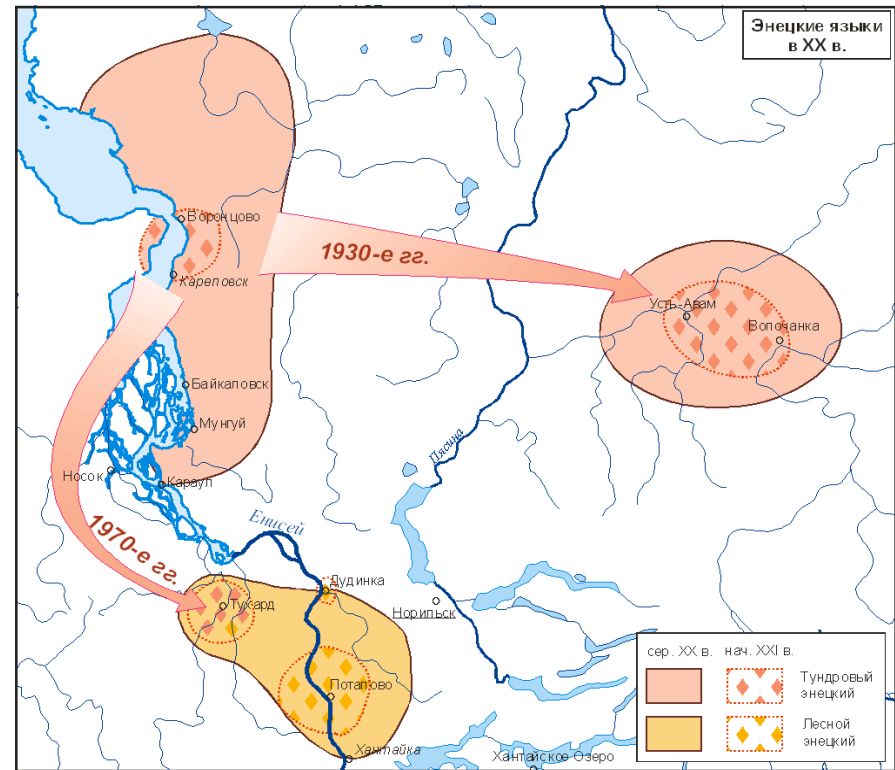 Энецкие языки
в XX в.
Воронцово
1930-е гг.
Кареповск
Усть-Авам
Волочанка
Байкаловск
Мунгуй
Пясина
Носок
Караул
Енисей
1970-е гг.
Дудинка
Тухард
Норильск
сер. XX в.
нач. XXI в.
Тундровый
энецкий
Потапово
Лесной
энецкий
Хантайка
Хантайское Озеро